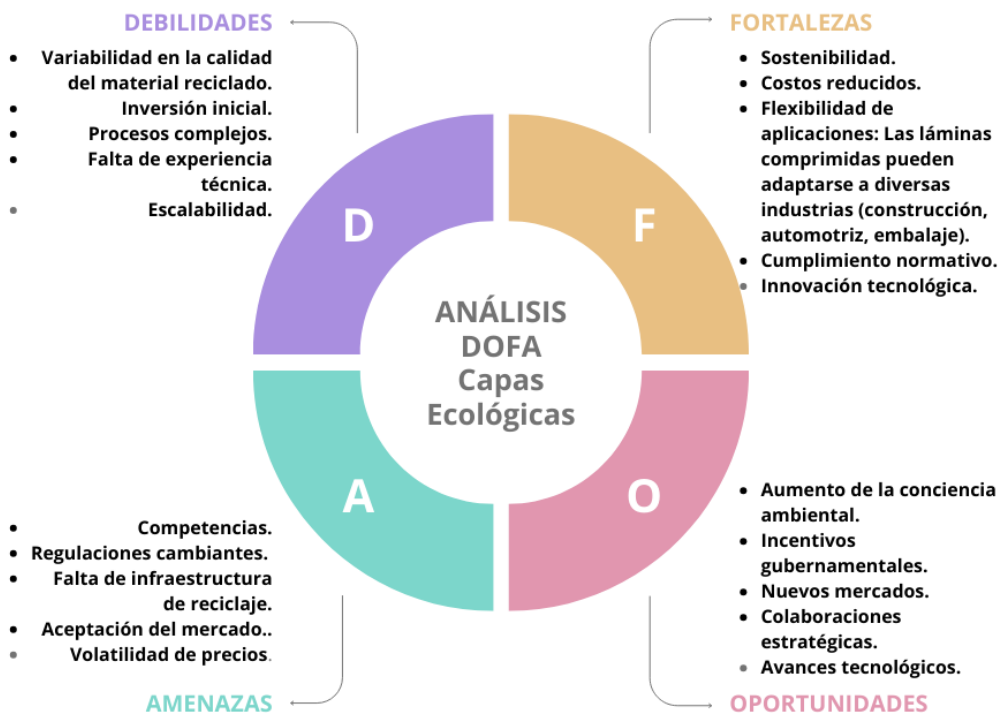 DEBILIDADES
• Variabilidad en la calidad
del material reciclado.
• Inversión inicial.
• Procesos complejos.
• Falta de experiencia
técnica.
• Escalabilidad.
FORTALEZAS
• Sostenibilidad.
• Costos reducidos.
• Flexibilidad de
aplicaciones: Las láminas
comprimidas pueden
adaptarse a diversas
industrias (construcción,
automotriz, embalaje).
• Cumplimiento normativo.
• Innovación tecnológica.
D
F
ANÁLISIS
DOFA
Capas
Ecológicas
A
O
• Competencias.
• Regulaciones cambiantes.
• Falta de infraestructura
de reciclaje.
• Aceptación del mercado..
• Volatilidad de precios.
AMENAZAS
• Aumento de la conciencia
ambiental.
• Incentivos
gubernamentales.
• Nuevos mercados.
• Colaboraciones
estratégicas.
• Avances tecnológicos.
OPORTUNIDADES